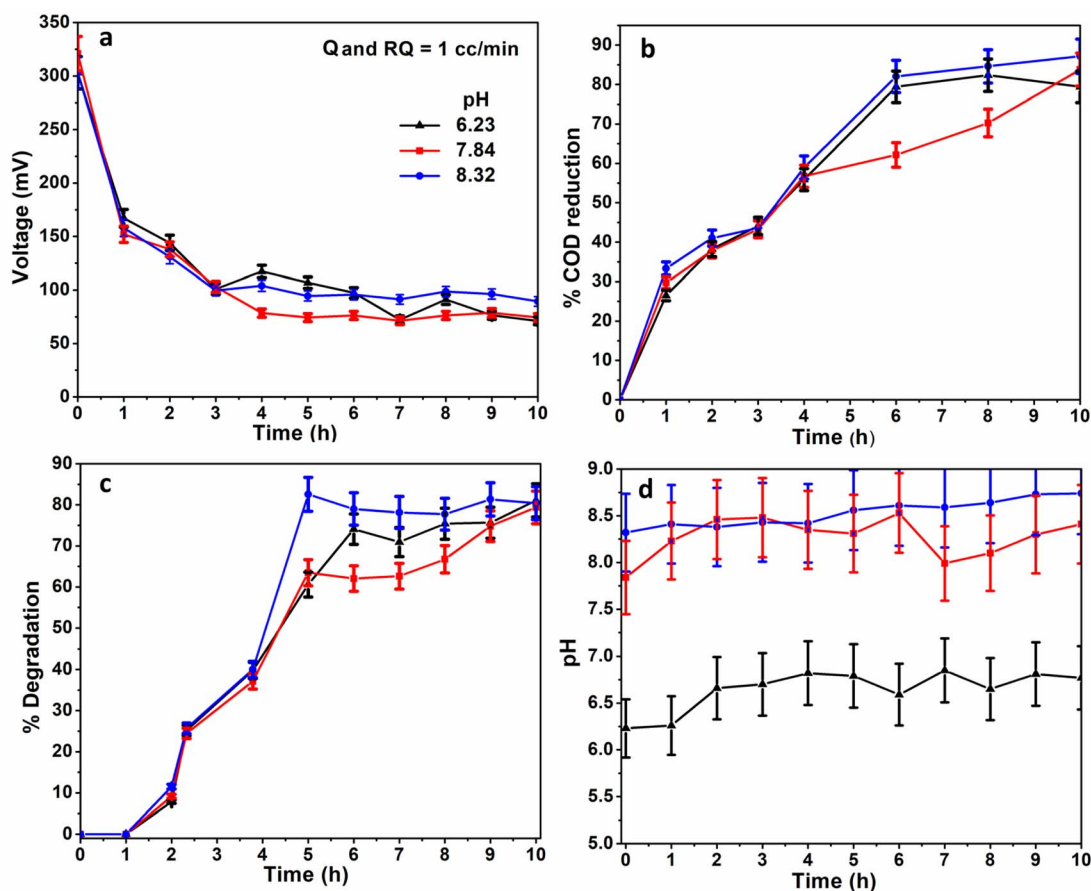 a
Q and RQ = 1 cc/min
pH
6.23
7.84
8.32
350
300
250
200
150
100
50
0
Voltage (mV)
0 1 2 3 4 5 6 7 8 9 10
Time (h)
b
90
80
70
60
50
40
30
20
10
0
% COD reduction
0 1 2 3 4 5 6 7 8 9 10
Time (h)
c
90
80
70
60
50
40
30
20
10
0
% Degradation
0 1 2 3 4 5 6 7 8 9 10
Time (h)
d
9.0
8.5
8.0
7.5
7.0
6.5
6.0
5.5
5.0
pH
0 1 2 3 4 5 6 7 8 9 10
Time (h)